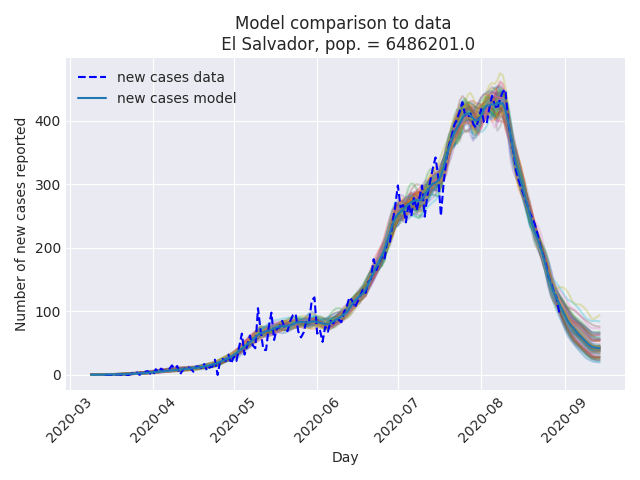 Model comparison to data
El Salvador, pop. = 6486201.0
new cases data
new cases model
Number of new cases reported
400
300
200
100
0
2020-03
2020-04
2020-05
2020-06
2020-07
2020-08
2020-09
Day